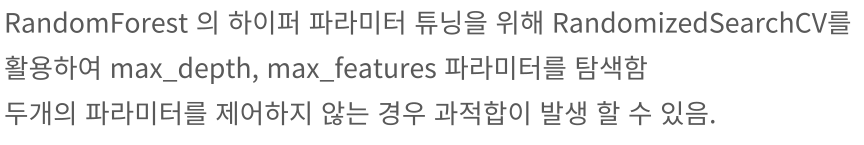 RandomForest 의 하이퍼 파라미터 튜닝을 위해 RandomizedSearchCV를
활용하여 max_depth, max_features 파라미터를 탐색함
두개의 파라미터를 제어하지 않는 경우 과적합이 발생 할 수 있음.